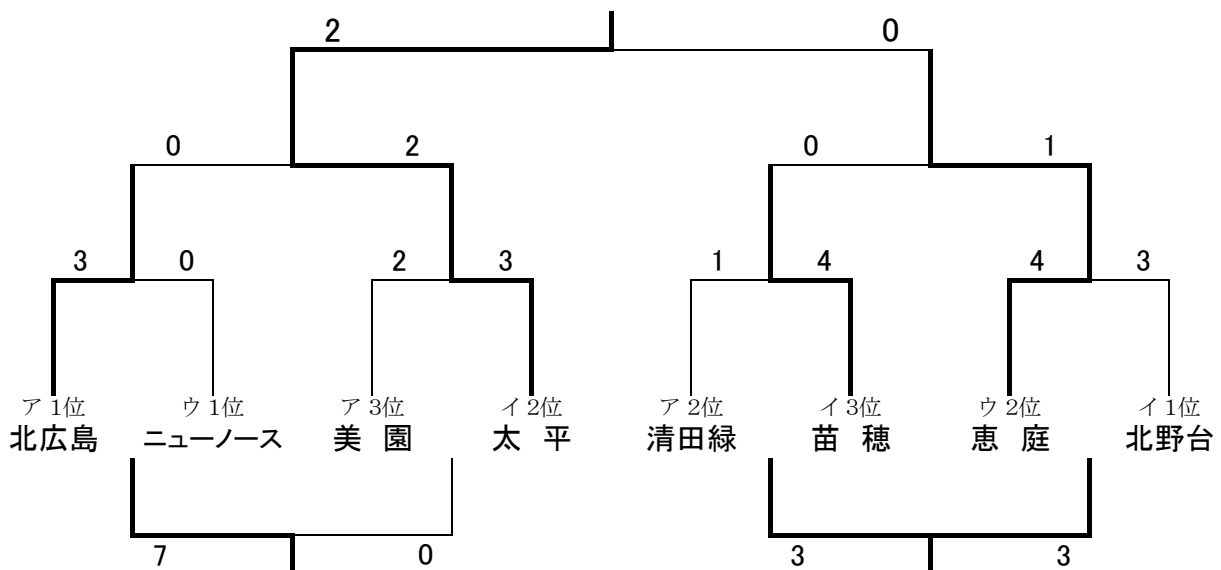 2 0
0 2 0 1
3 0 2 3 1 4 4 3
ア 1位 ウ 1位 ア 3位 イ 2位 ア 2位 イ 3位 ウ 2位 イ 1位
北広島 ニューノース 美 園 太 平 清田緑 苗 穂 恵 庭 北野台
7 0 3 3